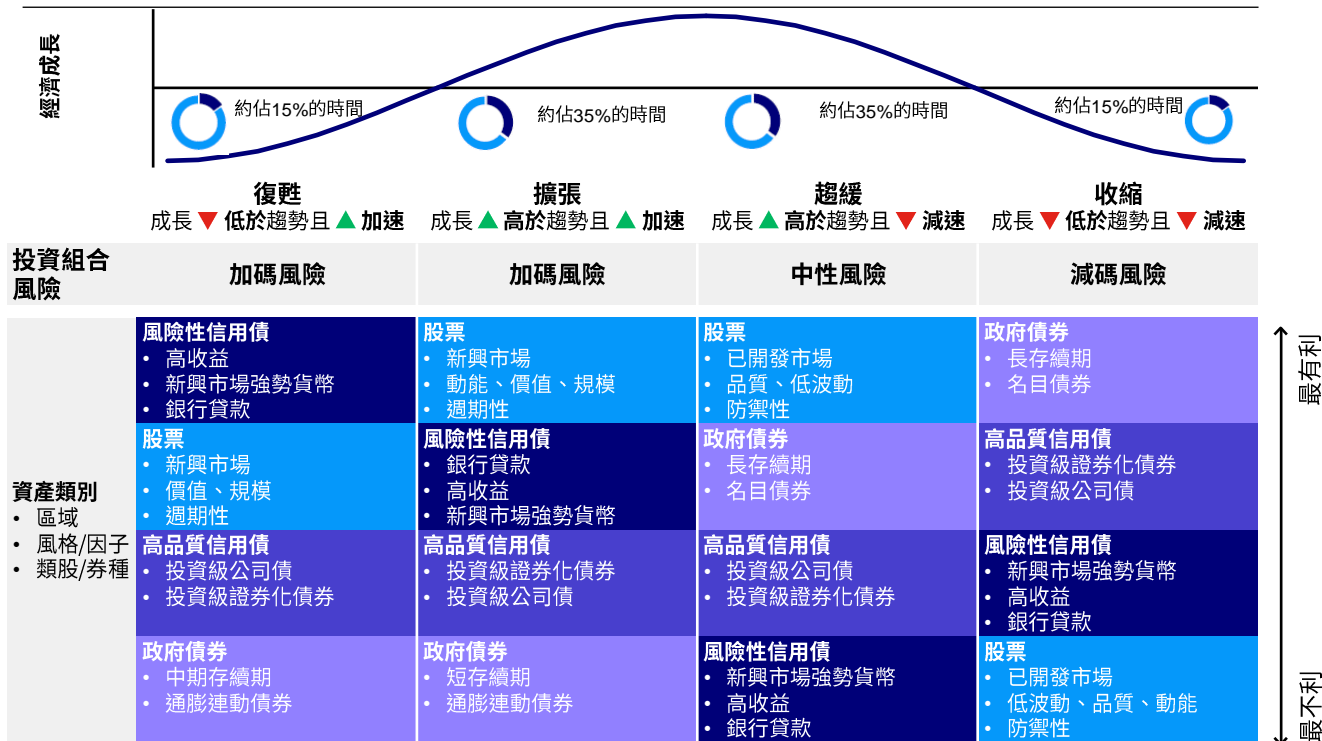 經濟成長
約佔15%的時間
約佔35%的時間
約佔35%的時間
約佔15%的時間
復甦
成長 ▼ 低於趨勢且 ▲ 加速
擴張
成長 ▲ 高於趨勢且 ▲ 加速
趨緩
成長 ▲ 高於趨勢且 ▼ 減速
收縮
成長 ▼ 低於趨勢且 ▼ 減速
投資組合
風險
加碼風險
加碼風險
中性風險
減碼風險
資產類別
• 區域
• 風格/因子
• 類股/券種
風險性信用債
• 高收益
• 新興市場強勢貨幣
• 銀行貸款
股票
• 新興市場
• 動能、價值、規模
• 週期性
股票
• 已開發市場
• 品質、低波動
• 防禦性
政府債券
• 長存續期
• 名目債券
股票
• 新興市場
• 價值、規模
• 週期性
風險性信用債
• 銀行貸款
• 高收益
• 新興市場強勢貨幣
政府債券
• 長存續期
• 名目債券
高品質信用債
• 投資級證券化債券
• 投資級公司債
高品質信用債
• 投資級公司債
• 投資級證券化債券
高品質信用債
• 投資級證券化債券
• 投資級公司債
高品質信用債
• 投資級公司債
• 投資級證券化債券
風險性信用債
• 新興市場強勢貨幣
• 高收益
• 銀行貸款
政府債券
• 中期存續期
• 通膨連動債券
政府債券
• 短存續期
• 通膨連動債券
風險性信用債
• 新興市場強勢貨幣
• 高收益
• 銀行貸款
股票
• 已開發市場
• 低波動、品質、動能
• 防禦性
最有利
最不利